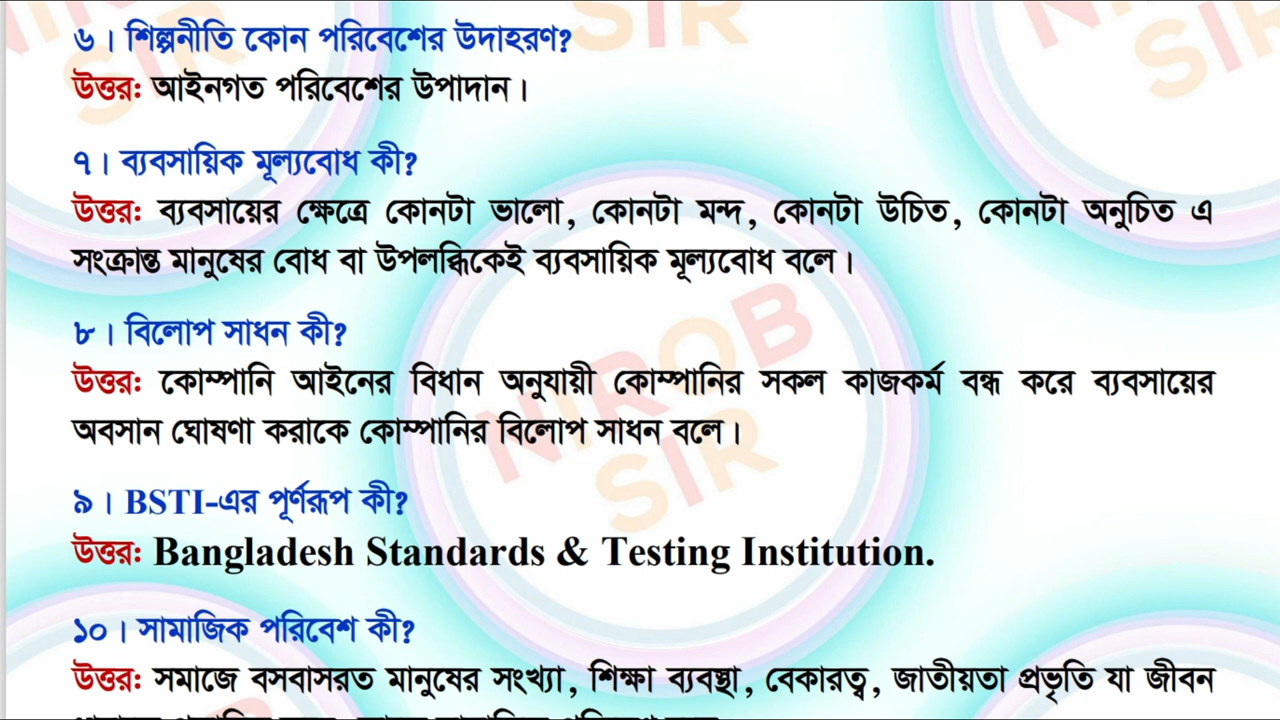 ৬। শিল্পনীতি কোন পরিবেশের উদাহরণ?
উত্তর: আইনগত পরিবেশের উপাদান।
৭। ব্যবসায়িক মূল্যবোধ কী?
উত্তর: ব্যবসায়ের ক্ষেত্রে কোনটা ভালো, কোনটা মন্দ, কোনটা উচিত, কোনটা অনুচিত এ
সংক্রান্ত মানুষের বোধ বা উপলব্ধিকেই ব্যবসায়িক মূল্যবোধ বলে।
৮। বিলোপ সাধন কী?
উত্তর: কোম্পানি আইনের বিধান অনুযায়ী কোম্পানির সকল কাজকর্ম বন্ধ করে ব্যবসায়ের
অবসান ঘোষণা করাকে কোম্পানির বিলোপ সাধন বলে।
৯। BSTI-এর পূর্ণরূপ কী?
উত্তর: Bangladesh Standards & Testing Institution.
১০। সামাজিক পরিবেশ কী?
উত্তর: সমাজে বসবাসরত মানুষের সংখ্যা, শিক্ষা ব্যবস্থা, বেকারত্ব, জাতীয়তা প্রভৃতি যা জীবন
NIROB
SIR